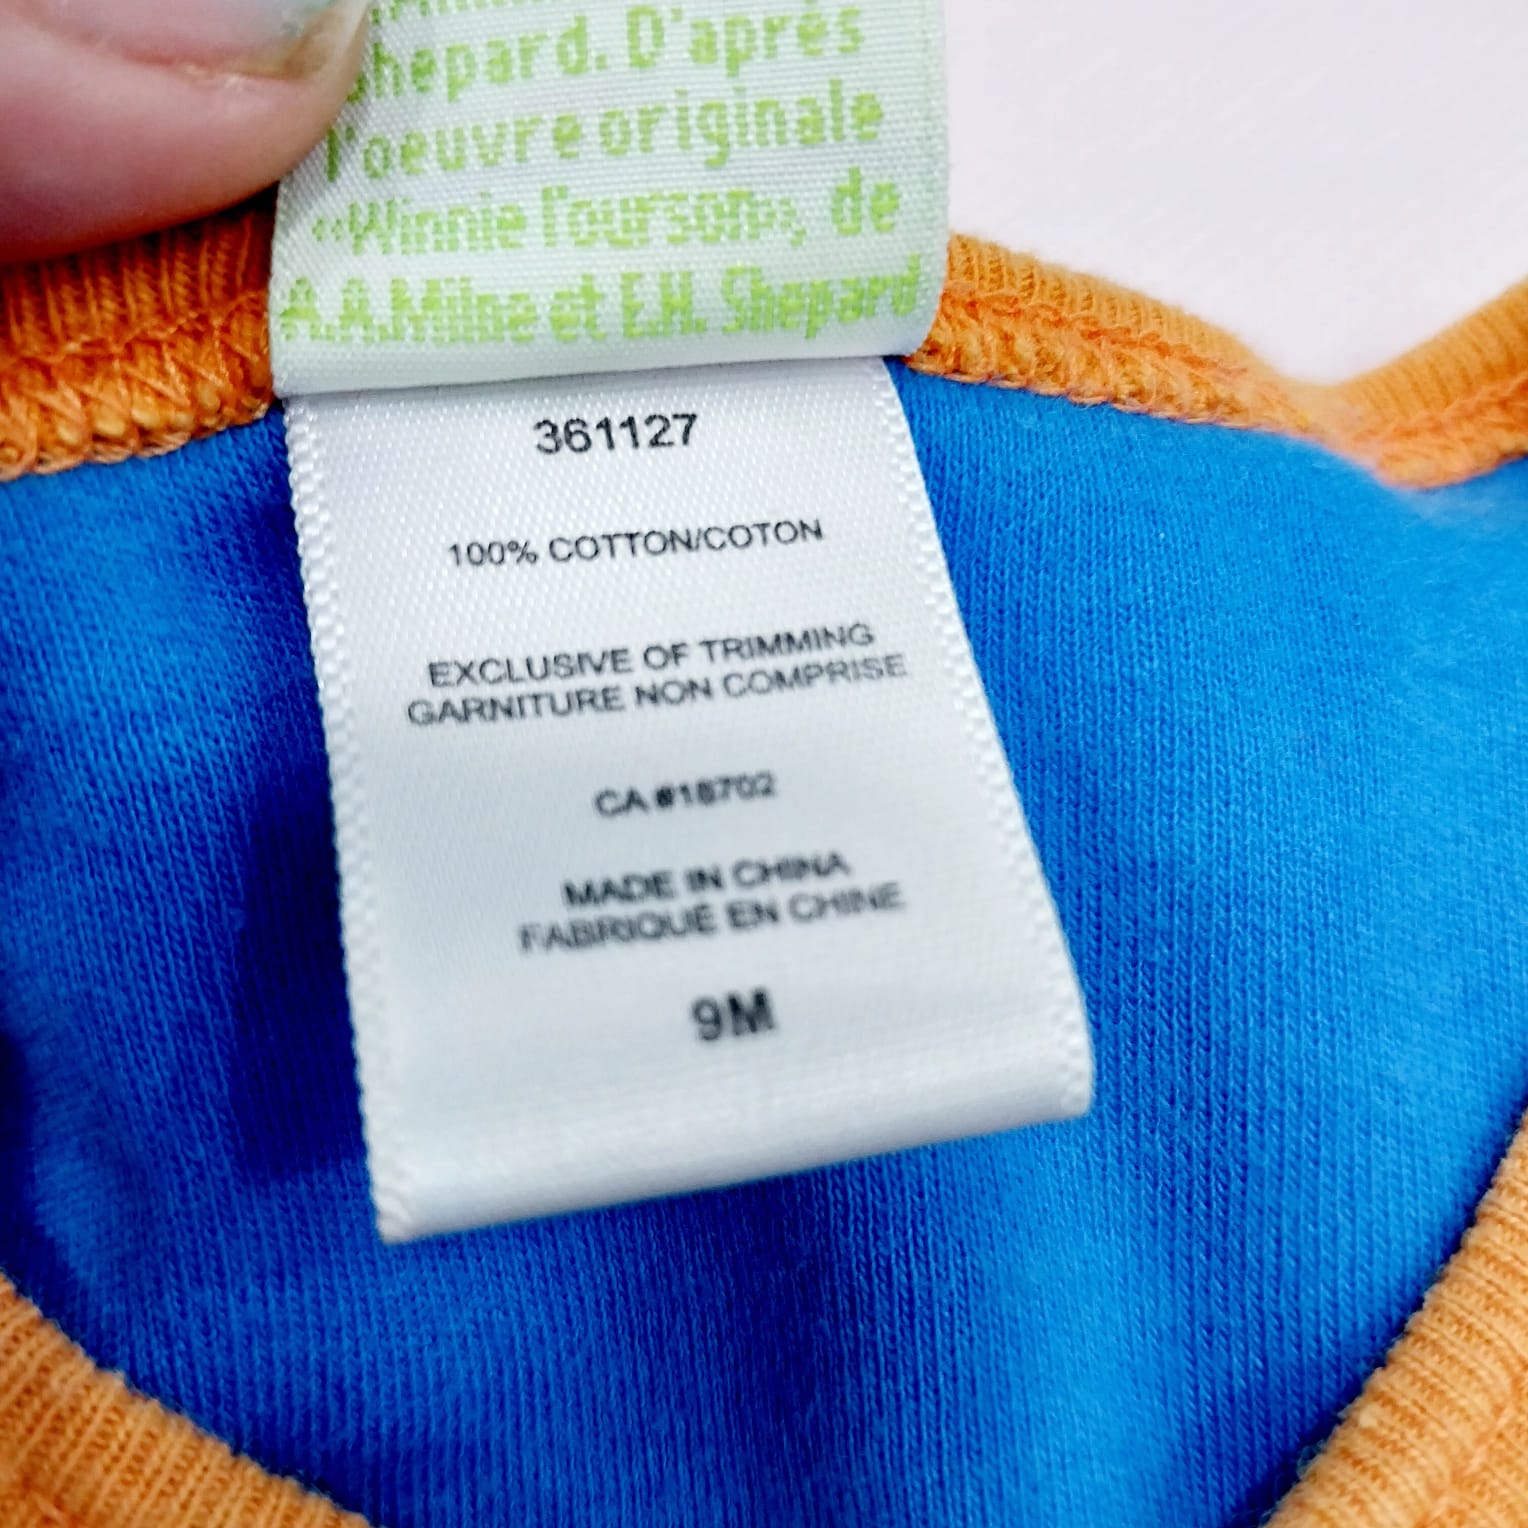 Shepard. D'après
l'oeuvre originale
«Winnie l'ourson», de
A.A.Milne et E.H. Shepard
361127
100% COTTON/COTON
EXCLUSIVE OF TRIMMING
GARNITURE NON COMPRISE
CA #18702
MADE IN CHINA
FABRIQUÉ EN CHINE
9M